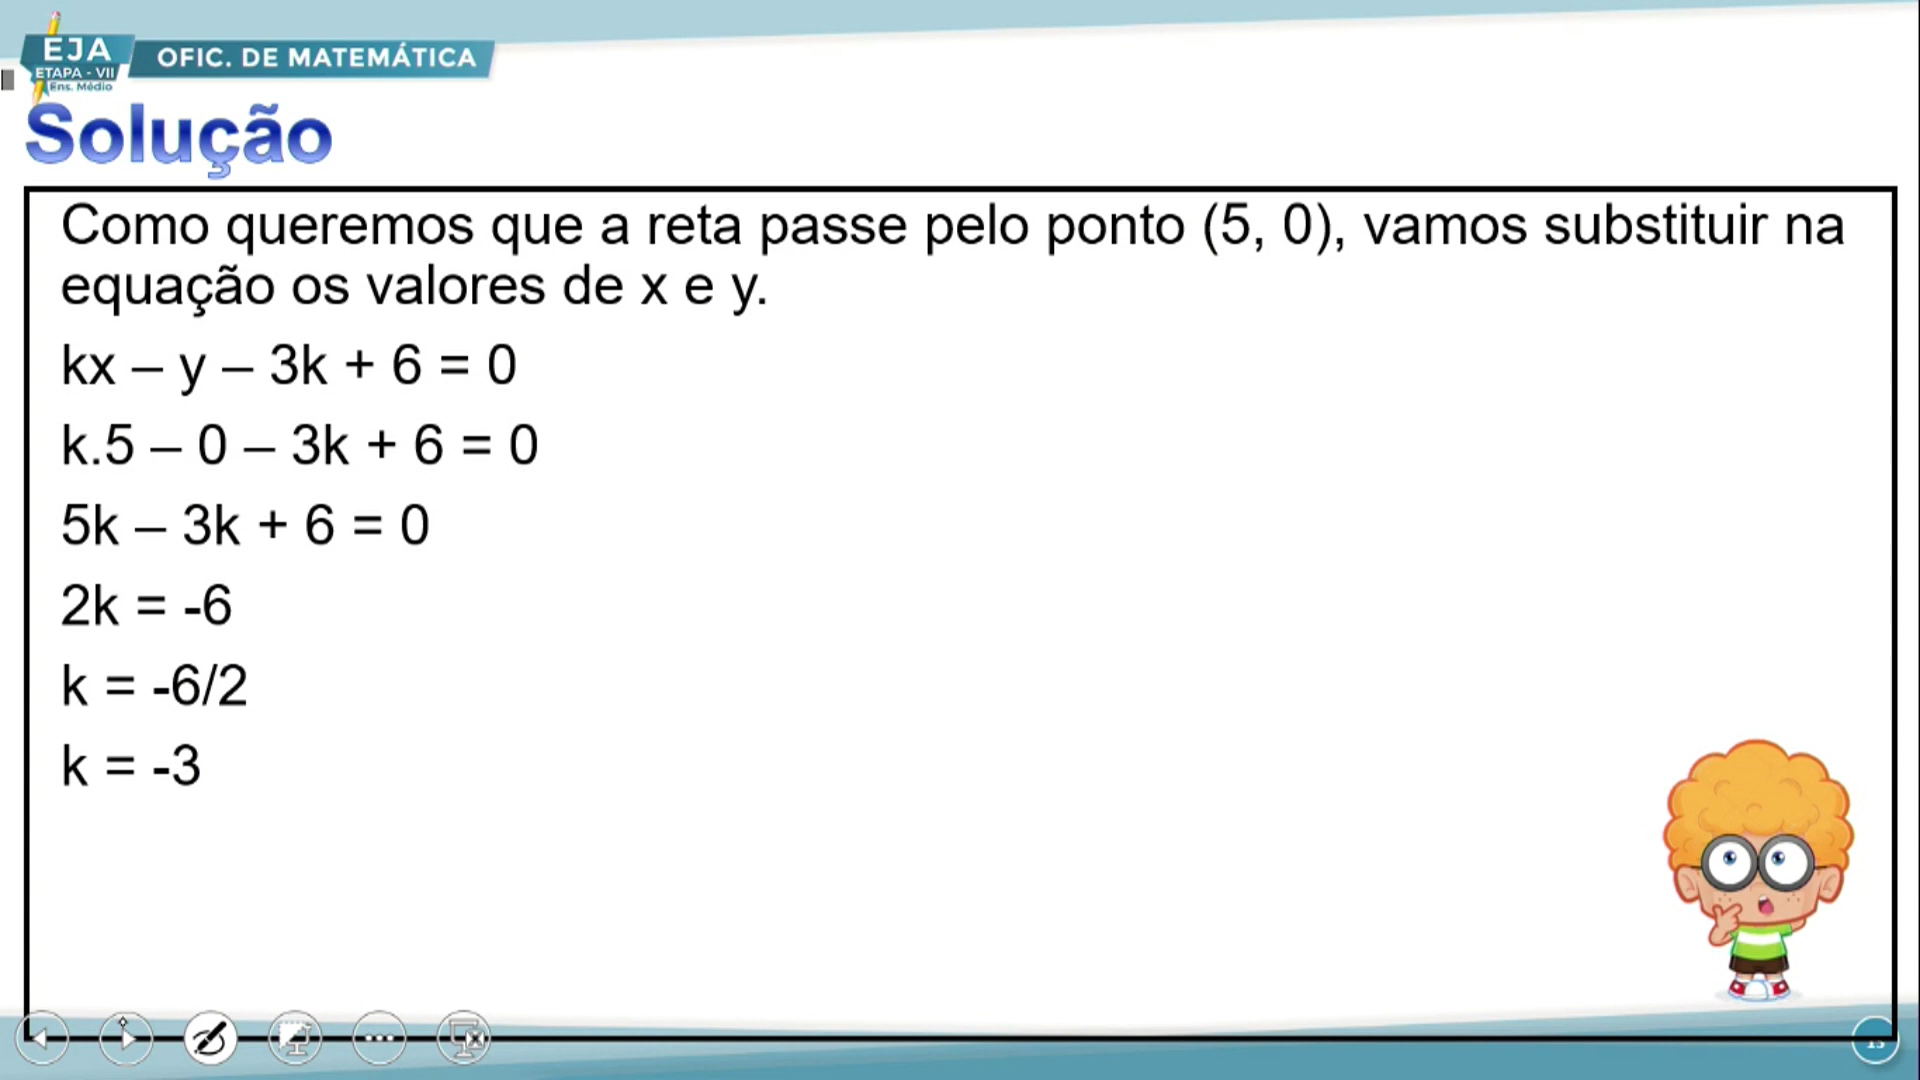 EJA
ETAPA - VII
Ens. Médio
OFIC. DE MATEMÁTICA
Solução
Como queremos que a reta passe pelo ponto (5, 0), vamos substituir na
equação os valores de x e y.
kx – y – 3k + 6 = 0
k.5 – 0 – 3k + 6 = 0
5k – 3k + 6 = 0
2k = -6
k = -6/2
k = -3